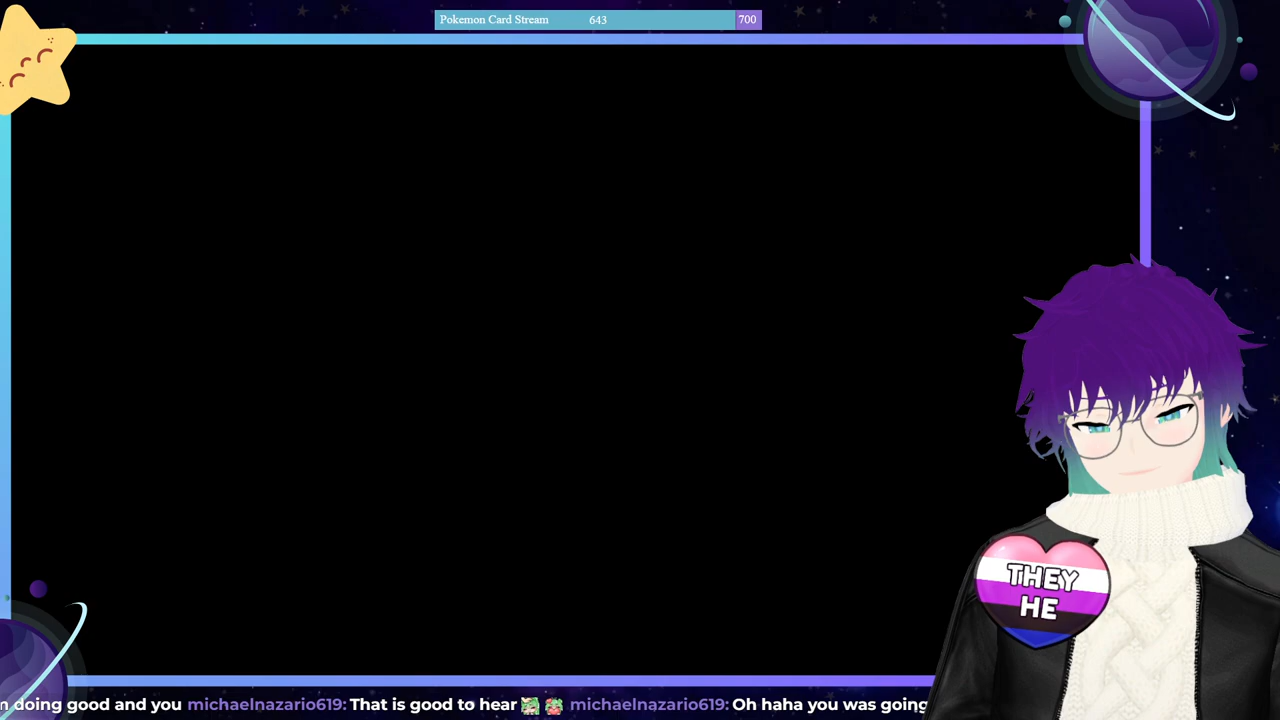 Pokemon Card Stream 643 700
THEY
HE
doing good and you michaelnazario619: That is good to hear michaelnazario619: Oh haha you was going